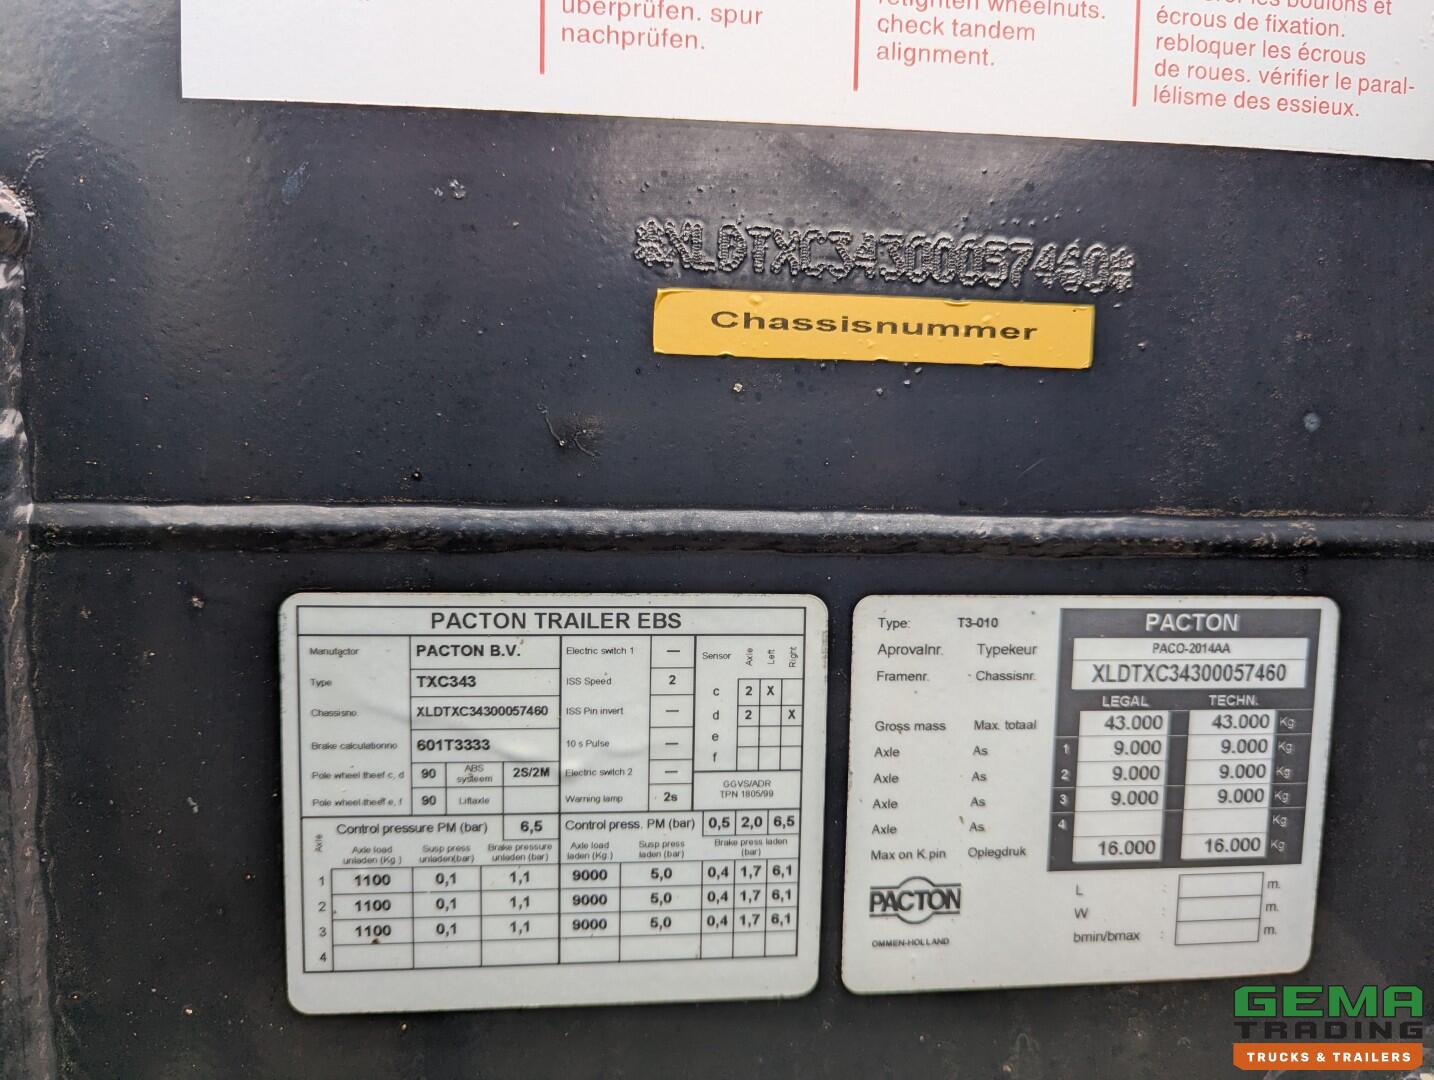 überprüfen. spur
nachprüfen.
retighten wheelnuts.
check tandem
alignment.
les boulons et
écrous de fixation.
rebloquer les écrous
de roues. vérifier le paral-
lélisme des essieux.
*XLDTXC34300057460*
Chassisnummer
PACTON TRAILER EBS
Manufactor PACTON B.V. Electric switch 1 —
Type TXC343 ISS Speed 2
Chassisno. XLDTXC34300057460 ISS Pin invert —
Brake calculationno 601T3333 10 s Pulse —
Pole wheel theef c, d 90 ABS systeem 2S/2M Electric switch 2 —
Pole wheel theef e, f 90 Liftaxle Warning lamp 2s
Sensor Axle Left Right
c 2 X
d 2 X
e
f
GGVS/ADR
TPN 1805/99
Axle Control pressure PM (bar) 6,5 Control press. PM (bar) 0,5 2,0 6,5
Axle load unladen (Kg.) Susp press unladen(bar) Brake pressure unladen (bar) Axle load laden (Kg.) Susp press laden (bar) Brake press laden (bar)
1 1100 0,1 1,1 9000 5,0 0,4 1,7 6,1
2 1100 0,1 1,1 9000 5,0 0,4 1,7 6,1
3 1100 0,1 1,1 9000 5,0 0,4 1,7 6,1
4
Type: T3-010 PACTON
Aprovalnr. Typekeur PACO-2014AA
Framenr. Chassisnr. XLDTXC34300057460
LEGAL TECHN.
Gross mass Max. totaal 43.000 43.000 Kg
Axle As 1 9.000 9.000 Kg
Axle As 2 9.000 9.000 Kg
Axle As 3 9.000 9.000 Kg
Axle As 4 Kg
Max on K.pin Oplegdruk 16.000 16.000 Kg
PACTON
OMMEN-HOLLAND
L : m.
W : m.
bmin/bmax : m.
GEMA
TRADING
TRUCKS & TRAILERS